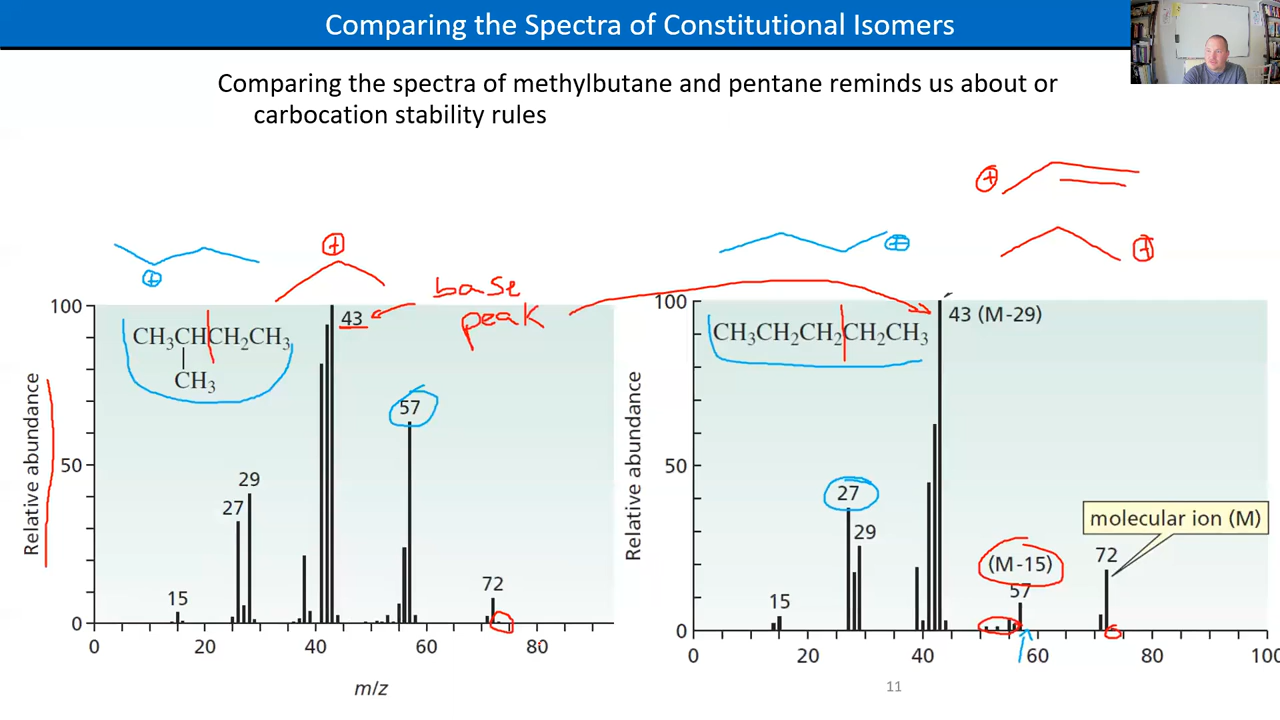 Comparing the Spectra of Constitutional Isomers
Comparing the spectra of methylbutane and pentane reminds us about or
carbocation stability rules
+
+
+
+
+
base
peak
Relative abundance
100
50
0
CH₃CHCH₂CH₃
CH₃
15
27
29
43
57
72
0
20
40
60
80
m/z
Relative abundance
100
50
0
CH₃CH₂CH₂CH₂CH₃
43 (M-29)
15
27
29
(M-15)
57
72
molecular ion (M)
0
20
40
60
80
100
11